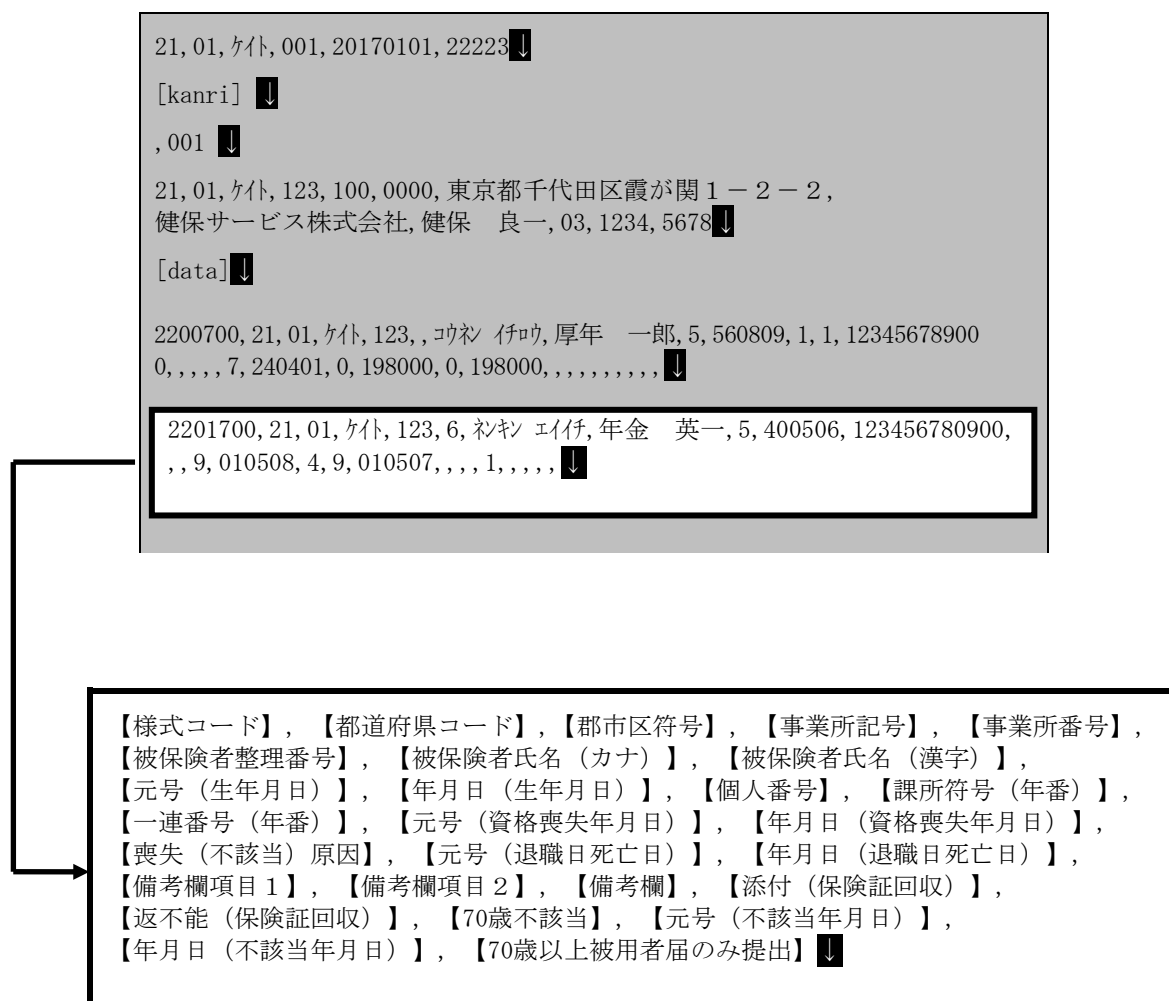 21,01,ｹｲﾄ,001,20170101,22223↓
[kanri] ↓
,001 ↓
21,01,ｹｲﾄ,123,100,0000,東京都千代田区霞が関１－２－２,
健保サービス株式会社,健保　良一,03,1234,5678↓
[data]↓
2200700,21,01,ｹｲﾄ,123,,ｺｳﾈﾝ ｲﾁﾛｳ,厚年　一郎,5,560809,1,1,12345678900
0,,,,,7,240401,0,198000,0,198000,,,,,,,,,,↓
2201700,21,01,ｹｲﾄ,123,6,ﾈﾝｷﾝ ｴｲｲﾁ,年金　英一,5,400506,123456780900,
,,9,010508,4,9,010507,,,,1,,,,,↓
【様式コード】, 【都道府県コード】,【郡市区符号】, 【事業所記号】, 【事業所番号】,
【被保険者整理番号】, 【被保険者氏名（カナ）】, 【被保険者氏名（漢字）】,
【元号（生年月日）】, 【年月日（生年月日）】, 【個人番号】, 【課所符号（年番）】,
【一連番号（年番）】, 【元号（資格喪失年月日）】, 【年月日（資格喪失年月日）】,
【喪失（不該当）原因】, 【元号（退職日死亡日）】, 【年月日（退職日死亡日）】,
【備考欄項目１】, 【備考欄項目２】, 【備考欄】, 【添付（保険証回収）】,
【返不能（保険証回収）】, 【70歳不該当】, 【元号（不該当年月日）】,
【年月日（不該当年月日）】, 【70歳以上被用者届のみ提出】↓